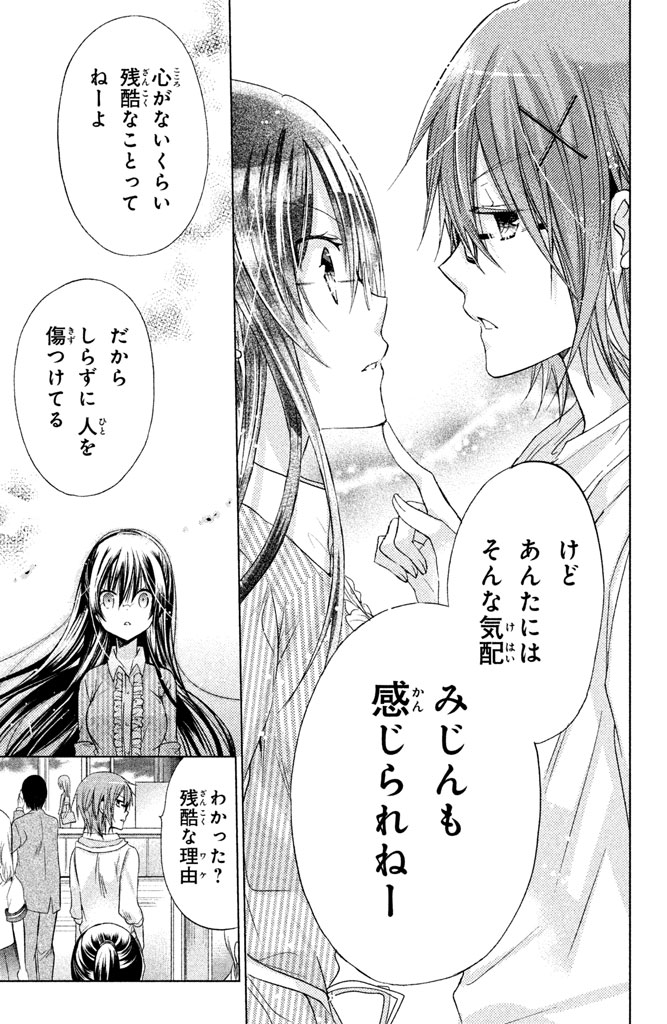 けど
あんたには
そんな気配
みじんも
感じられねー
心がないくらい
残酷なことって
ねーよ
だから
しらずに人を
傷つけてる
わかった?
残酷な理由